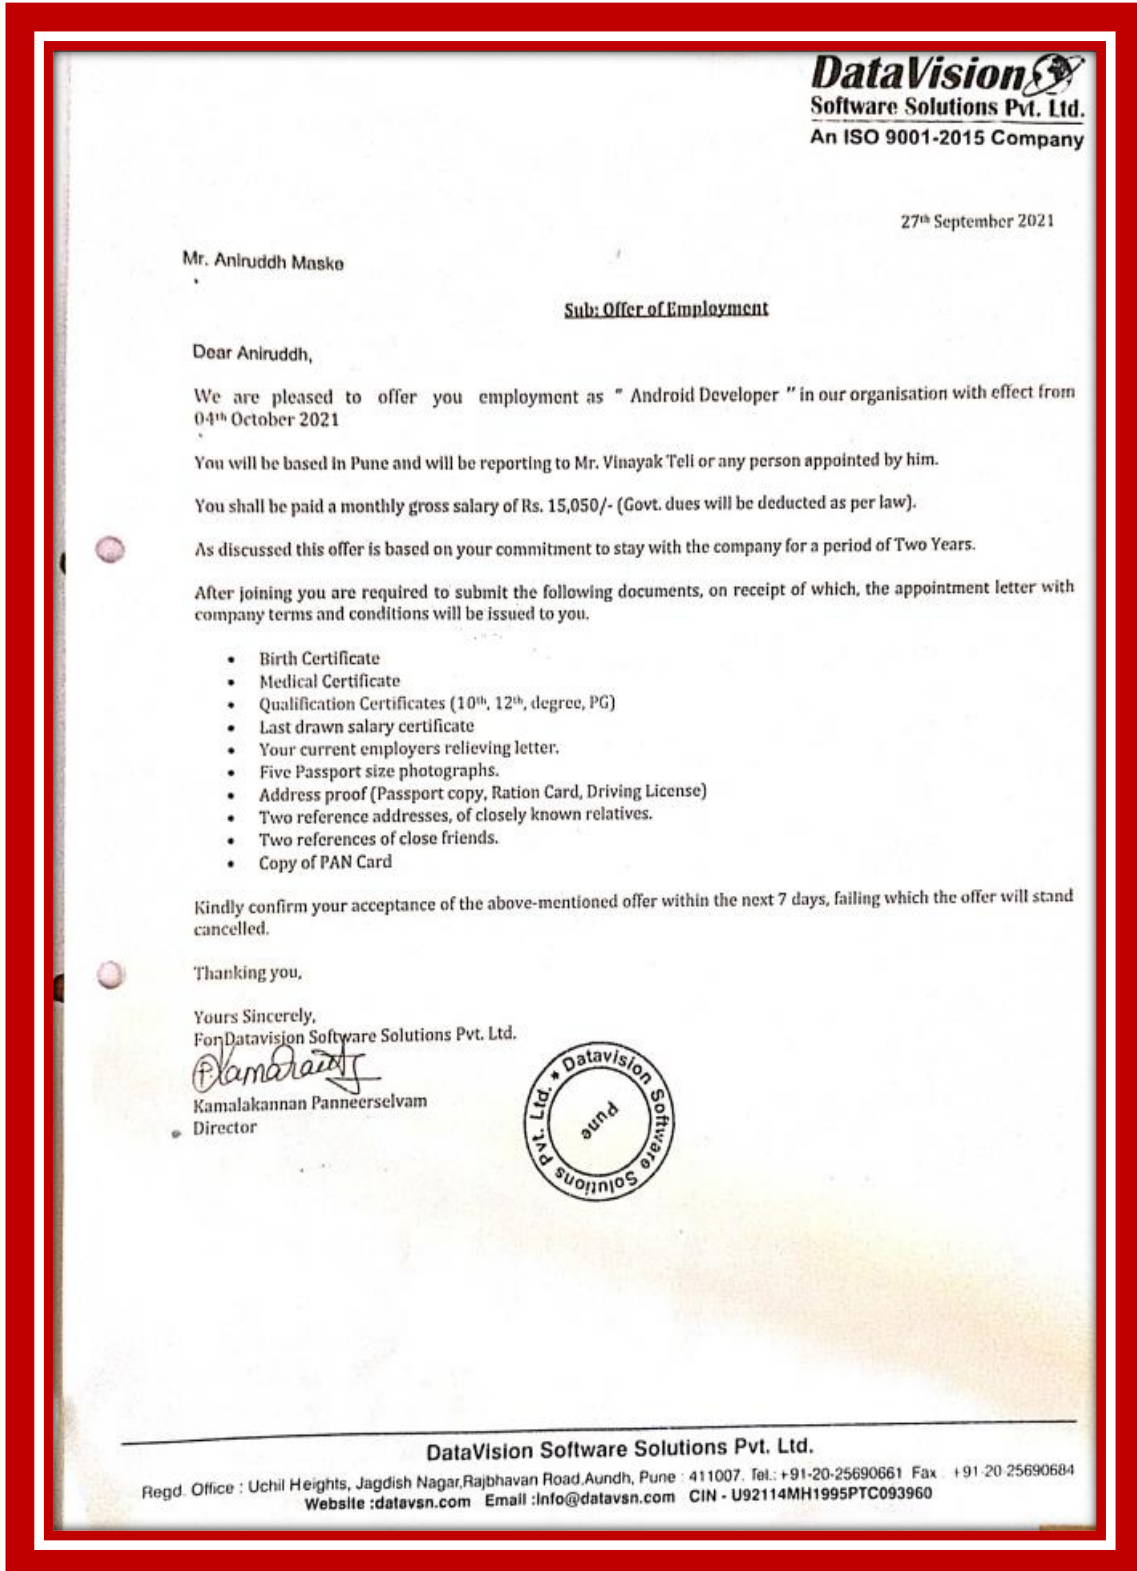 DataVision
Software Solutions Pvt. Ltd.
An ISO 9001-2015 Company
27th September 2021
Mr. Aniruddh Maske
Sub: Offer of Employment
Dear Aniruddh,
We are pleased to offer you employment as " Android Developer " in our organisation with effect from
04th October 2021
You will be based in Pune and will be reporting to Mr. Vinayak Teli or any person appointed by him.
You shall be paid a monthly gross salary of Rs. 15,050/- (Govt. dues will be deducted as per law).
As discussed this offer is based on your commitment to stay with the company for a period of Two Years.
After joining you are required to submit the following documents, on receipt of which, the appointment letter with
company terms and conditions will be issued to you.
• Birth Certificate
• Medical Certificate
• Qualification Certificates (10th, 12th, degree, PG)
• Last drawn salary certificate
• Your current employers relieving letter.
• Five Passport size photographs.
• Address proof (Passport copy, Ration Card, Driving License)
• Two reference addresses, of closely known relatives.
• Two references of close friends.
• Copy of PAN Card
Kindly confirm your acceptance of the above-mentioned offer within the next 7 days, failing which the offer will stand
cancelled.
Thanking you,
Yours Sincerely,
For Datavision Software Solutions Pvt. Ltd.
Kamalakannan Panneerselvam
Director
Datavision Software Solutions Pvt. Ltd. *
Pune
DataVision Software Solutions Pvt. Ltd.
Regd. Office : Uchil Heights, Jagdish Nagar,Rajbhavan Road,Aundh, Pune : 411007. Tel.: +91-20-25690661 Fax : +91-20-25690684
Website :datavsn.com Email :info@datavsn.com CIN - U92114MH1995PTC093960